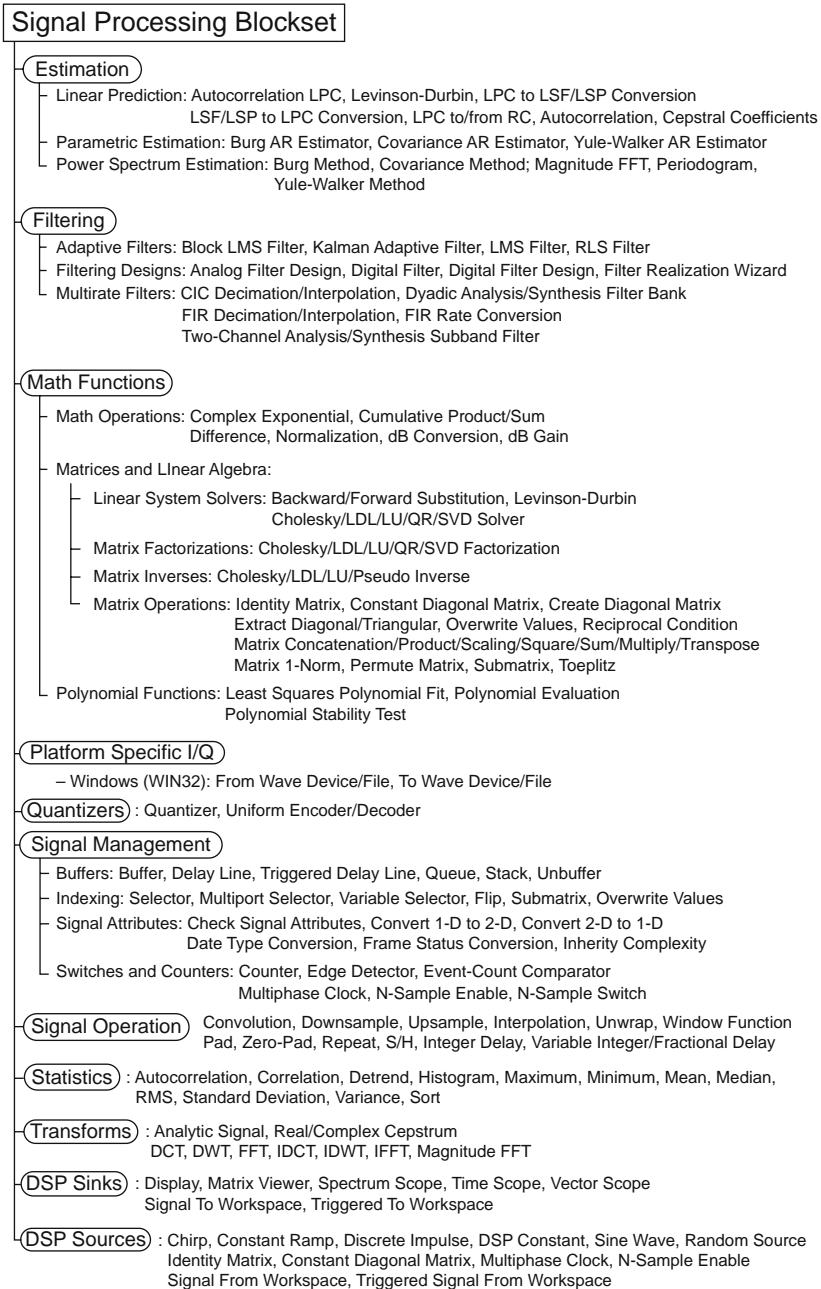 Signal Processing Blockset
Estimation
– Linear Prediction: Autocorrelation LPC, Levinson-Durbin, LPC to LSF/LSP Conversion
LSF/LSP to LPC Conversion, LPC to/from RC, Autocorrelation, Cepstral Coefficients
– Parametric Estimation: Burg AR Estimator, Covariance AR Estimator, Yule-Walker AR Estimator
– Power Spectrum Estimation: Burg Method, Covariance Method; Magnitude FFT, Periodogram,
Yule-Walker Method
Filtering
– Adaptive Filters: Block LMS Filter, Kalman Adaptive Filter, LMS Filter, RLS Filter
– Filtering Designs: Analog Filter Design, Digital Filter, Digital Filter Design, Filter Realization Wizard
– Multirate Filters: CIC Decimation/Interpolation, Dyadic Analysis/Synthesis Filter Bank
FIR Decimation/Interpolation, FIR Rate Conversion
Two-Channel Analysis/Synthesis Subband Filter
Math Functions
– Math Operations: Complex Exponential, Cumulative Product/Sum
Difference, Normalization, dB Conversion, dB Gain
– Matrices and LInear Algebra:
– Linear System Solvers: Backward/Forward Substitution, Levinson-Durbin
Cholesky/LDL/LU/QR/SVD Solver
– Matrix Factorizations: Cholesky/LDL/LU/QR/SVD Factorization
– Matrix Inverses: Cholesky/LDL/LU/Pseudo Inverse
– Matrix Operations: Identity Matrix, Constant Diagonal Matrix, Create Diagonal Matrix
Extract Diagonal/Triangular, Overwrite Values, Reciprocal Condition
Matrix Concatenation/Product/Scaling/Square/Sum/Multiply/Transpose
Matrix 1-Norm, Permute Matrix, Submatrix, Toeplitz
– Polynomial Functions: Least Squares Polynomial Fit, Polynomial Evaluation
Polynomial Stability Test
Platform Specific I/Q
– Windows (WIN32): From Wave Device/File, To Wave Device/File
Quantizers : Quantizer, Uniform Encoder/Decoder
Signal Management
– Buffers: Buffer, Delay Line, Triggered Delay Line, Queue, Stack, Unbuffer
– Indexing: Selector, Multiport Selector, Variable Selector, Flip, Submatrix, Overwrite Values
– Signal Attributes: Check Signal Attributes, Convert 1-D to 2-D, Convert 2-D to 1-D
Date Type Conversion, Frame Status Conversion, Inherity Complexity
– Switches and Counters: Counter, Edge Detector, Event-Count Comparator
Multiphase Clock, N-Sample Enable, N-Sample Switch
Signal Operation Convolution, Downsample, Upsample, Interpolation, Unwrap, Window Function
Pad, Zero-Pad, Repeat, S/H, Integer Delay, Variable Integer/Fractional Delay
Statistics : Autocorrelation, Correlation, Detrend, Histogram, Maximum, Minimum, Mean, Median,
RMS, Standard Deviation, Variance, Sort
Transforms : Analytic Signal, Real/Complex Cepstrum
DCT, DWT, FFT, IDCT, IDWT, IFFT, Magnitude FFT
DSP Sinks : Display, Matrix Viewer, Spectrum Scope, Time Scope, Vector Scope
Signal To Workspace, Triggered To Workspace
DSP Sources : Chirp, Constant Ramp, Discrete Impulse, DSP Constant, Sine Wave, Random Source
Identity Matrix, Constant Diagonal Matrix, Multiphase Clock, N-Sample Enable
Signal From Workspace, Triggered Signal From Workspace